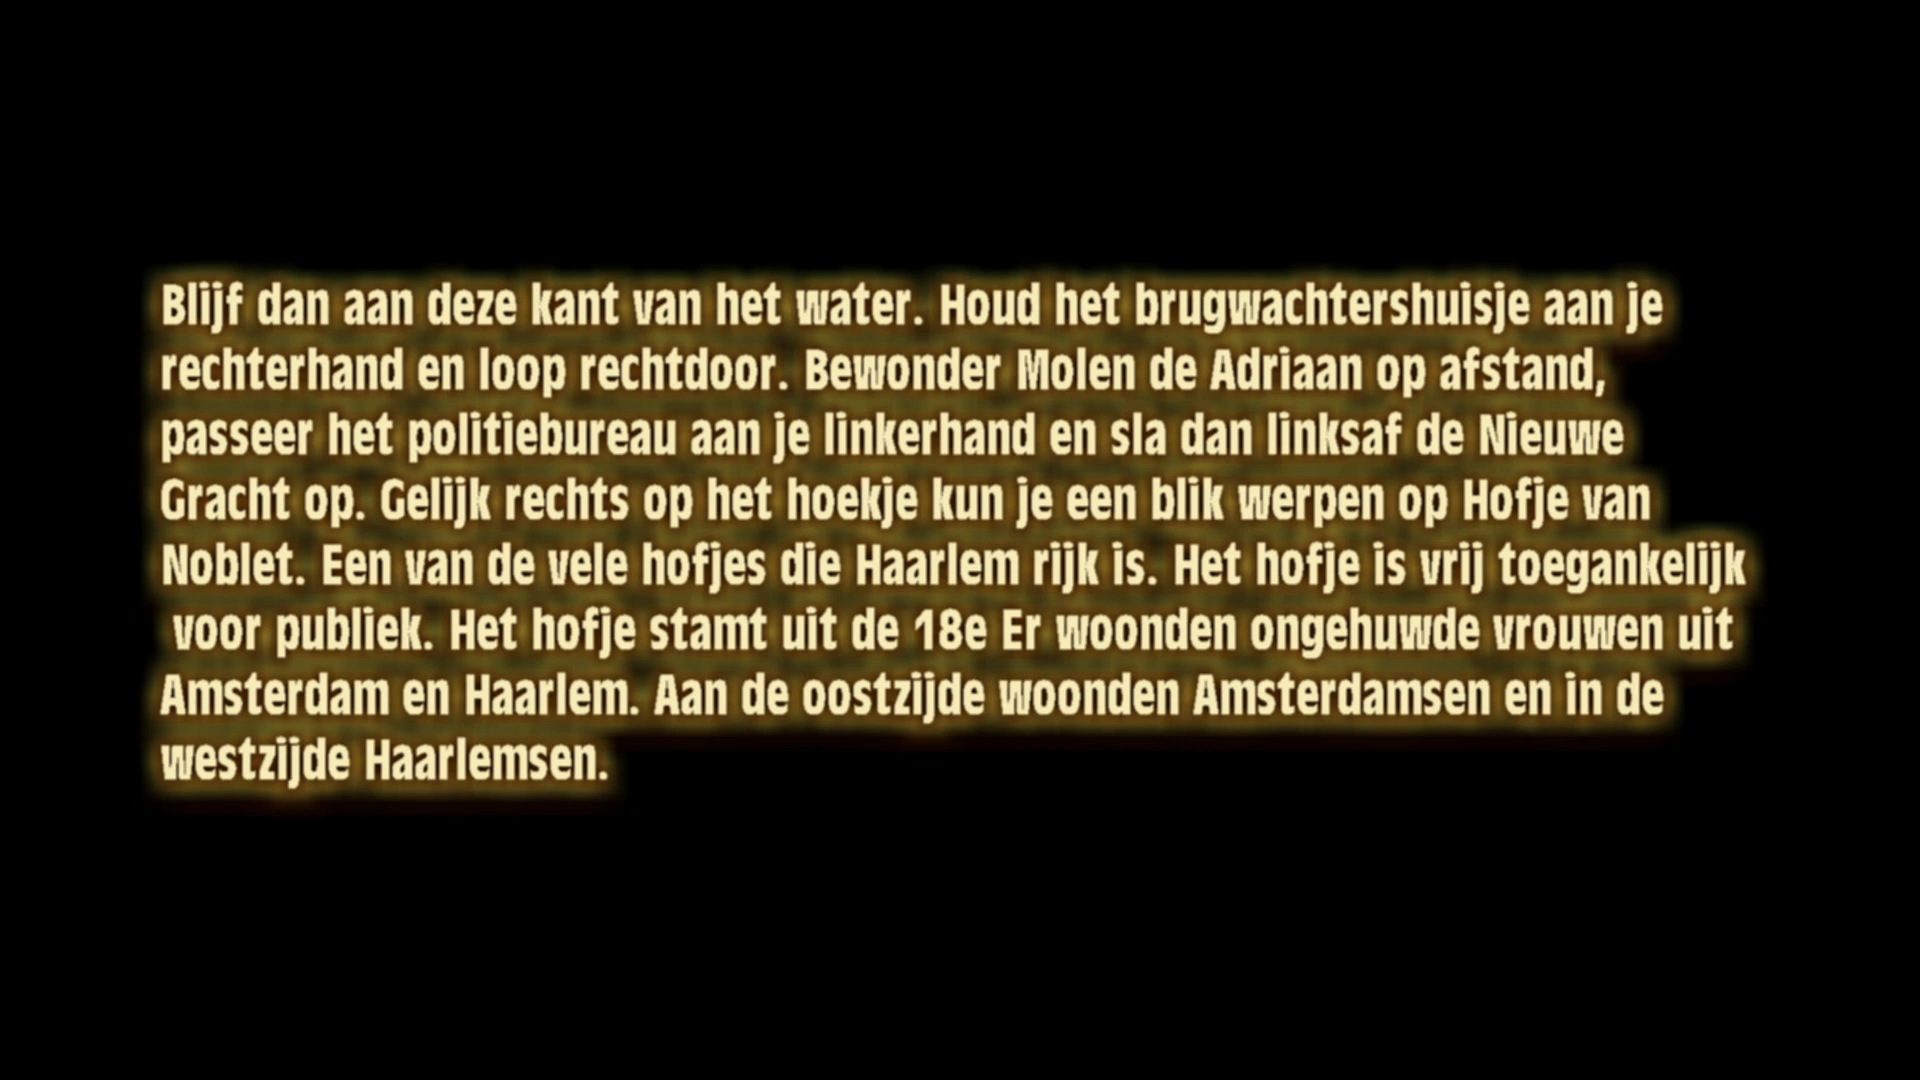 Blijf dan aan deze kant van het water. Houd het brugwachtershuisje aan je
rechterhand en loop rechtdoor. Bewonder Molen de Adriaan op afstand,
passeer het politiebureau aan je linkerhand en sla dan linksaf de Nieuwe
Gracht op. Gelijk rechts op het hoekje kun je een blik werpen op Hofje van
Noblet. Een van de vele hofjes die Haarlem rijk is. Het hofje is vrij toegankelijk
voor publiek. Het hofje stamt uit de 18e Er woonden ongehuwde vrouwen uit
Amsterdam en Haarlem. Aan de oostzijde woonden Amsterdamsen en in de
westzijde Haarlemsen.